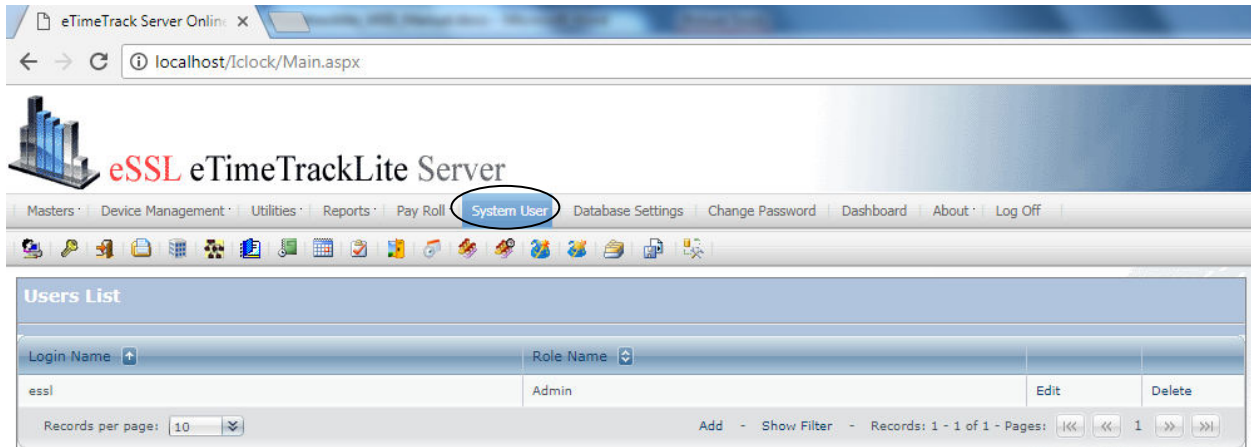 eTimeTrack Server Online
localhost/Iclock/Main.aspx
eSSL eTimeTrackLite Server
Masters Device Management Utilities Reports Pay Roll System User Database Settings Change Password Dashboard About Log Off
Users List
Login Name Role Name
essl Admin Edit Delete
Records per page: 10 Add - Show Filter - Records: 1 - 1 of 1 - Pages: 1